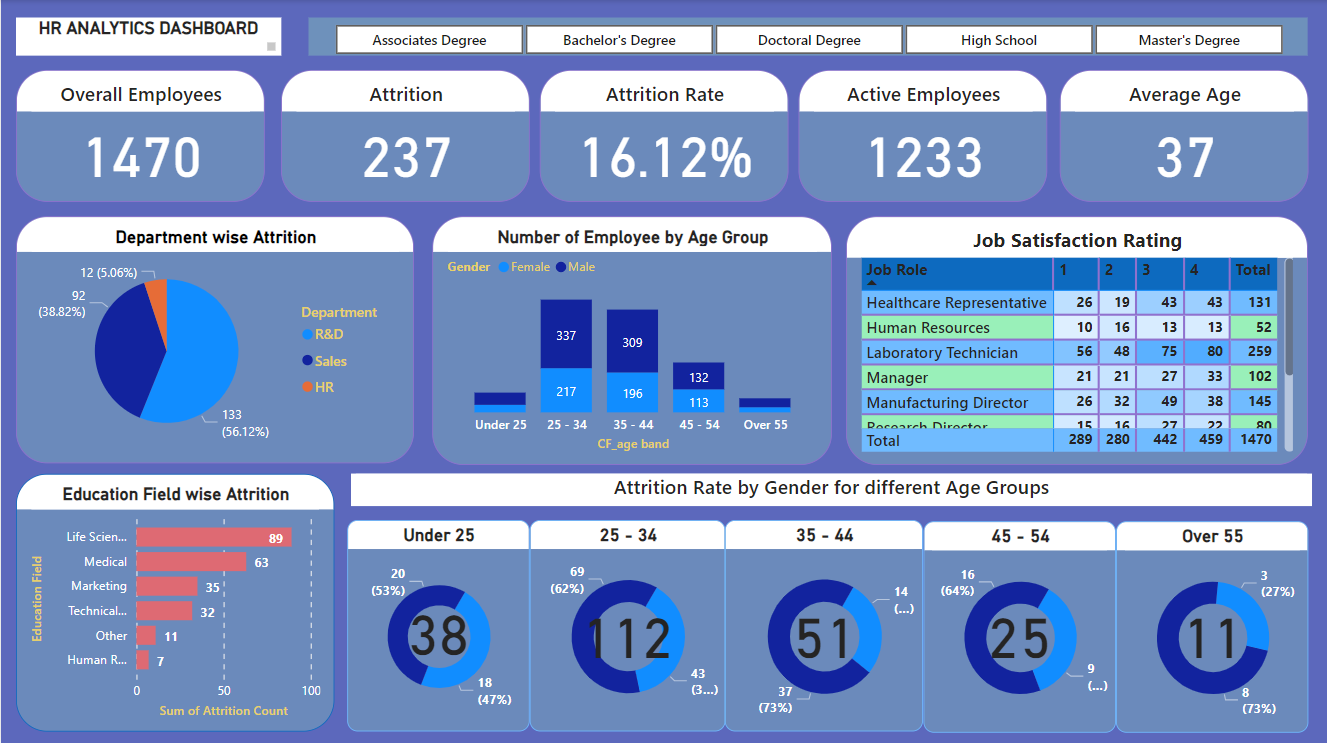 HR ANALYTICS DASHBOARD
Associates Degree
Bachelor's Degree
Doctoral Degree
High School
Master's Degree
Overall Employees
1470
Attrition
237
Attrition Rate
16.12%
Active Employees
1233
Average Age
37
Department wise Attrition
12 (5.06%)
92
(38.82%)
133
(56.12%)
Department
R&D
Sales
HR
Number of Employee by Age Group
Gender Female Male
337
309
132
217
196
113
Under 25 25 - 34 35 - 44 45 - 54 Over 55
CF_age band
Job Satisfaction Rating
Job Role 1 2 3 4 Total
Healthcare Representative 26 19 43 43 131
Human Resources 10 16 13 13 52
Laboratory Technician 56 48 75 80 259
Manager 21 21 27 33 102
Manufacturing Director 26 32 49 38 145
Research Director 15 16 27 22 80
Total 289 280 442 459 1470
Education Field wise Attrition
Education Field
Life Scien... 89
Medical 63
Marketing 35
Technical... 32
Other 11
Human R... 7
0 50 100
Sum of Attrition Count
Attrition Rate by Gender for different Age Groups
Under 25
20
(53%)
38
18
(47%)
25 - 34
69
(62%)
112
43
(3...)
35 - 44
14
(...)
51
37
(73%)
45 - 54
16
(64%)
25
9
(...)
Over 55
3
(27%)
11
8
(73%)